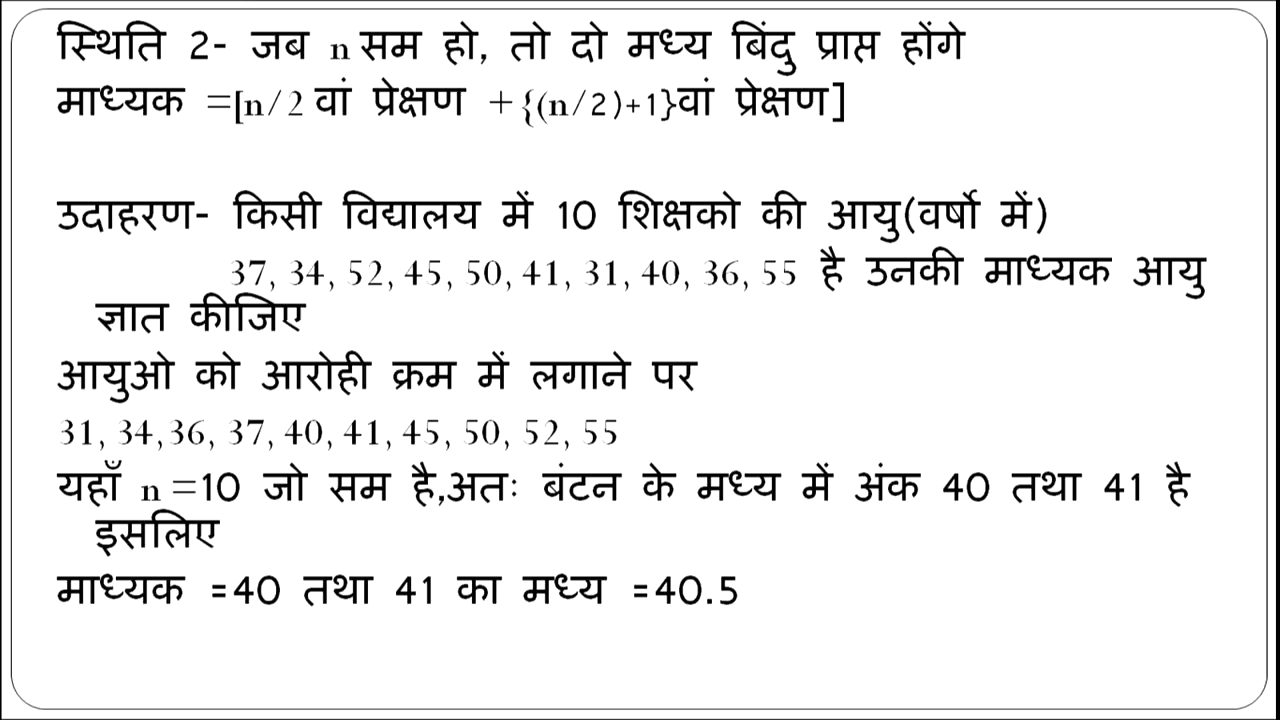 स्थिति 2- जब n सम हो, तो दो मध्य बिंदु प्राप्त होंगे
माध्यक =[n/2 वां प्रेक्षण +{(n/2)+1}वां प्रेक्षण]
उदाहरण- किसी विद्यालय में 10 शिक्षको की आयु(वर्षो में)
37, 34, 52, 45, 50, 41, 31, 40, 36, 55 है उनकी माध्यक आयु
ज्ञात कीजिए
आयुओ को आरोही क्रम में लगाने पर
31, 34, 36, 37, 40, 41, 45, 50, 52, 55
यहाँ n =10 जो सम है,अतः बंटन के मध्य में अंक 40 तथा 41 है
इसलिए
माध्यक =40 तथा 41 का मध्य =40.5